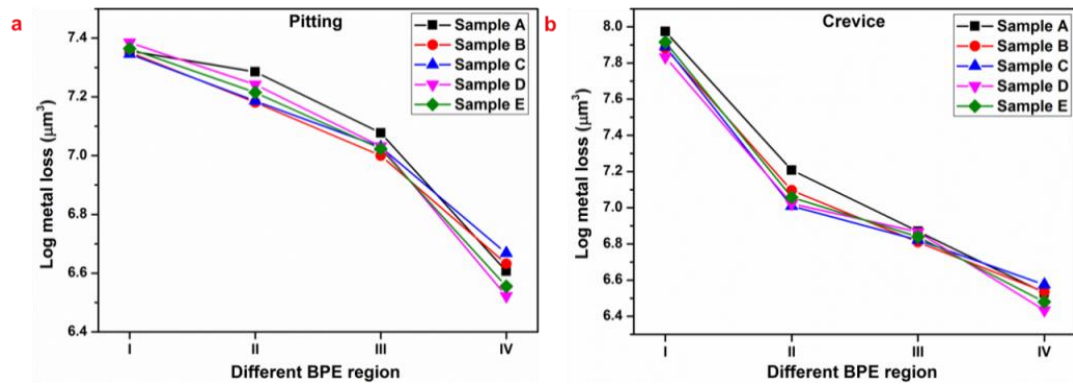 a
Pitting
Sample A
Sample B
Sample C
Sample D
Sample E
Log metal loss (μm³)
7.4
7.2
7.0
6.8
6.6
6.4
I II III IV
Different BPE region
b
Crevice
Sample A
Sample B
Sample C
Sample D
Sample E
Log metal loss (μm³)
8.0
7.8
7.6
7.4
7.2
7.0
6.8
6.6
6.4
I II III IV
Different BPE region